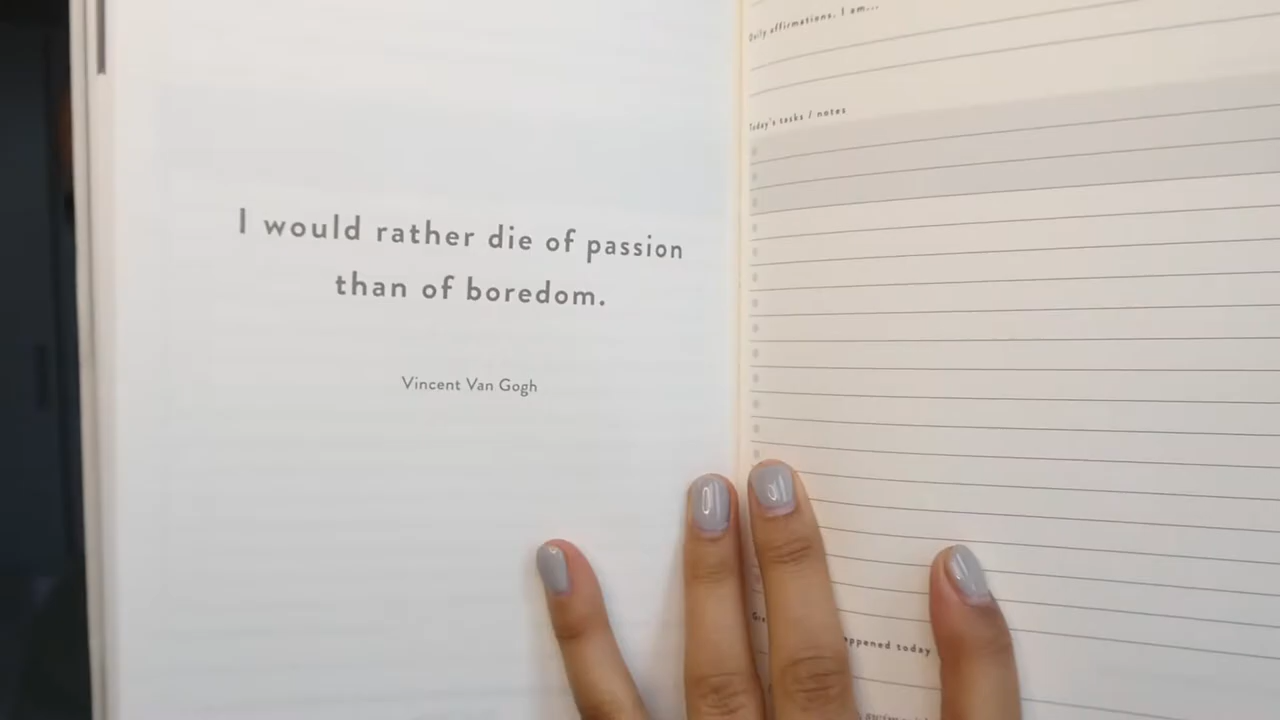 I would rather die of passion
than of boredom.
Vincent Van Gogh
Daily affirmations. I am...
Today's tasks / notes
appened today